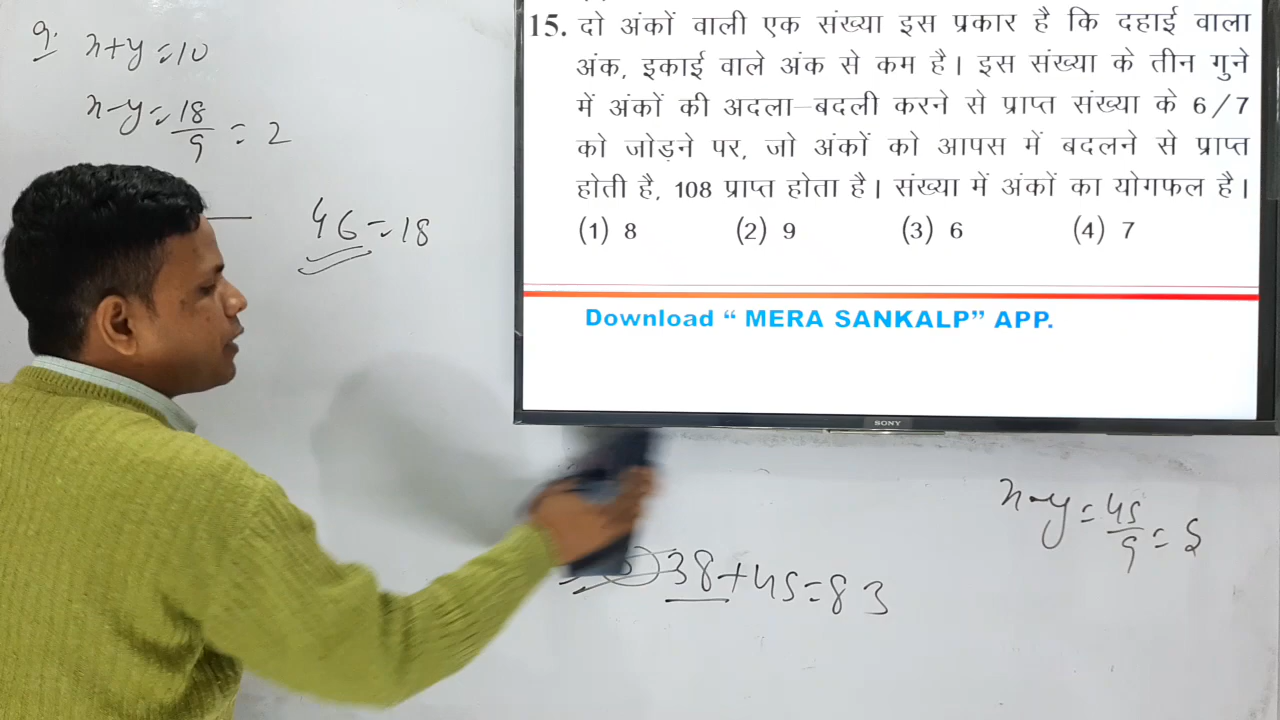 9.
x+y=10
x-y=18/9=2
46=18
15. दो अंकों वाली एक संख्या इस प्रकार है कि दहाई वाला
अंक, इकाई वाले अंक से कम है। इस संख्या के तीन गुने
में अंकों की अदला–बदली करने से प्राप्त संख्या के 6/7
को जोड़ने पर, जो अंकों को आपस में बदलने से प्राप्त
होती है, 108 प्राप्त होता है। संख्या में अंकों का योगफल है।
(1) 8 (2) 9 (3) 6 (4) 7
Download “ MERA SANKALP” APP.
SONY
x-y=45/9=5
38+45=83